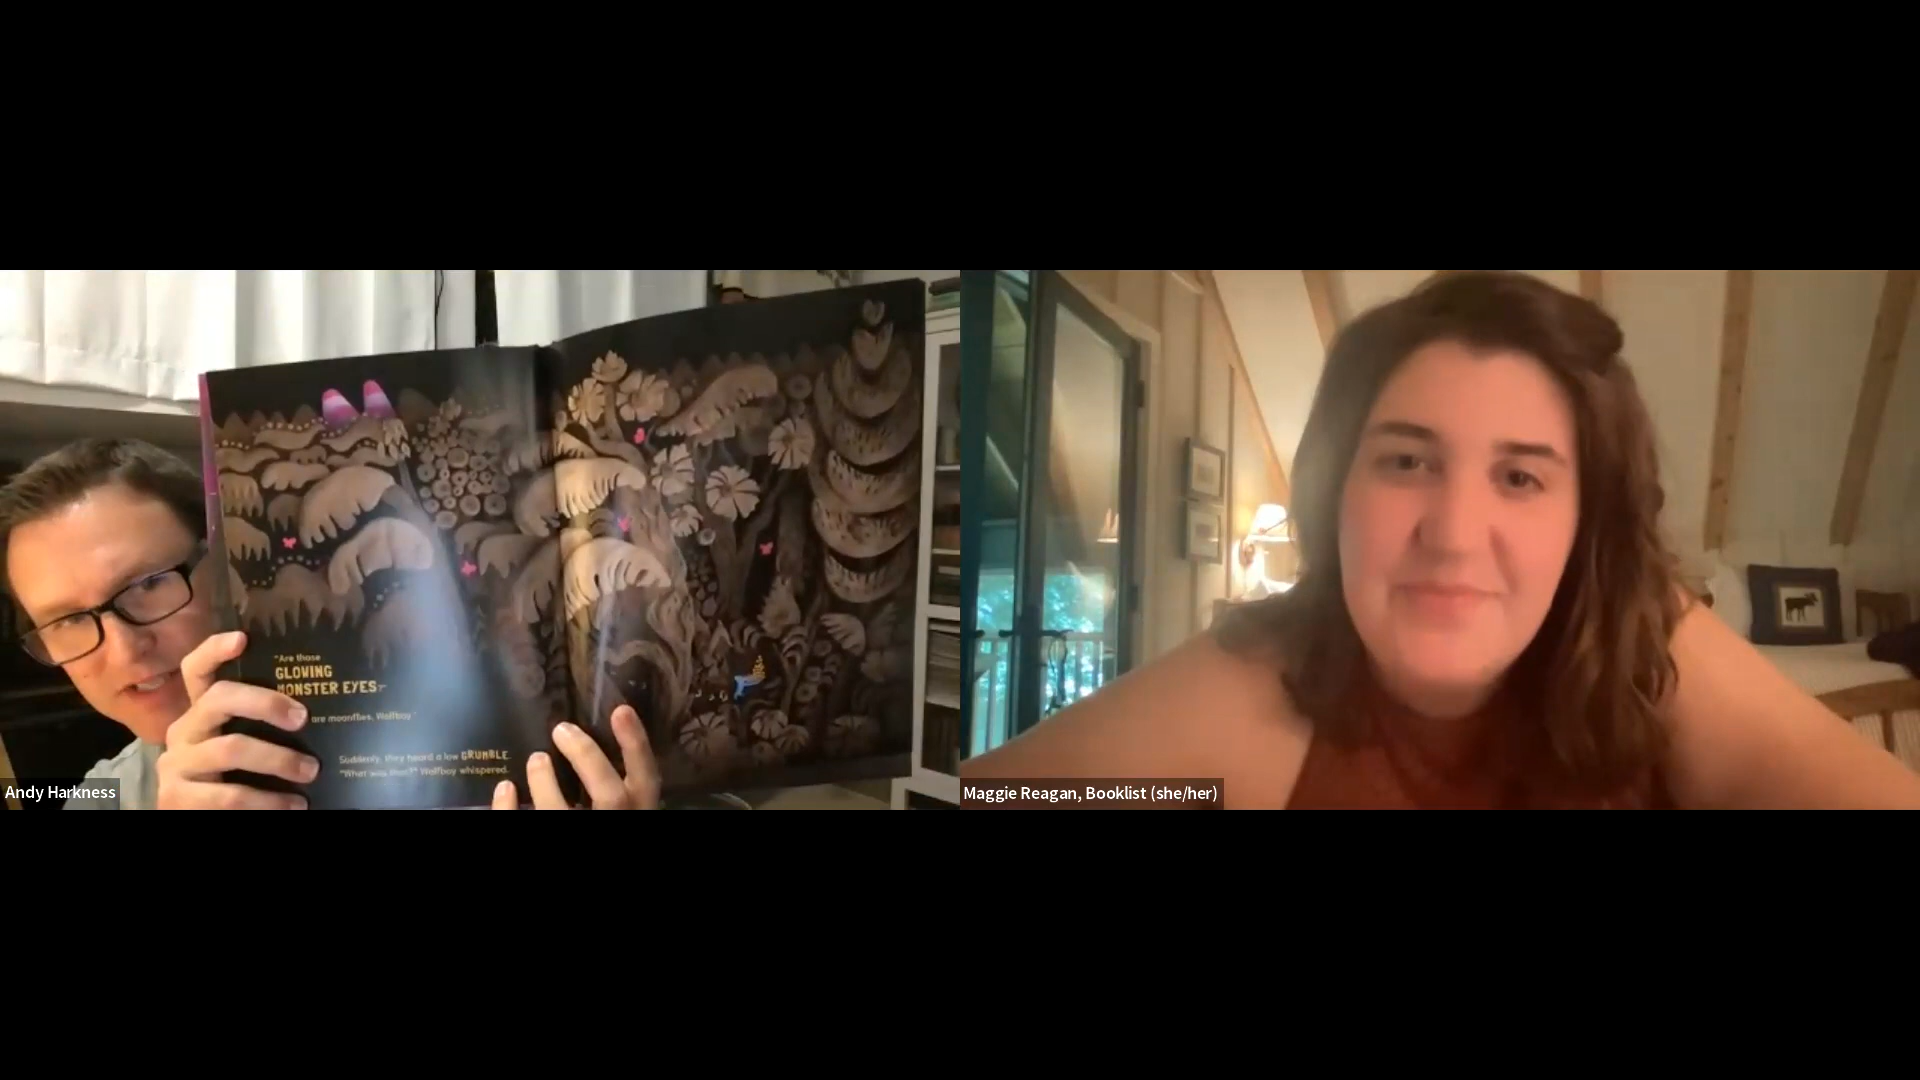 "Are those
GLOWING
MONSTER EYES?"
are moonflies, Wolfboy."
Suddenly, they heard a low GRUMBLE.
"What was that?" Wolfboy whispered.
Andy Harkness
Maggie Reagan, Booklist (she/her)